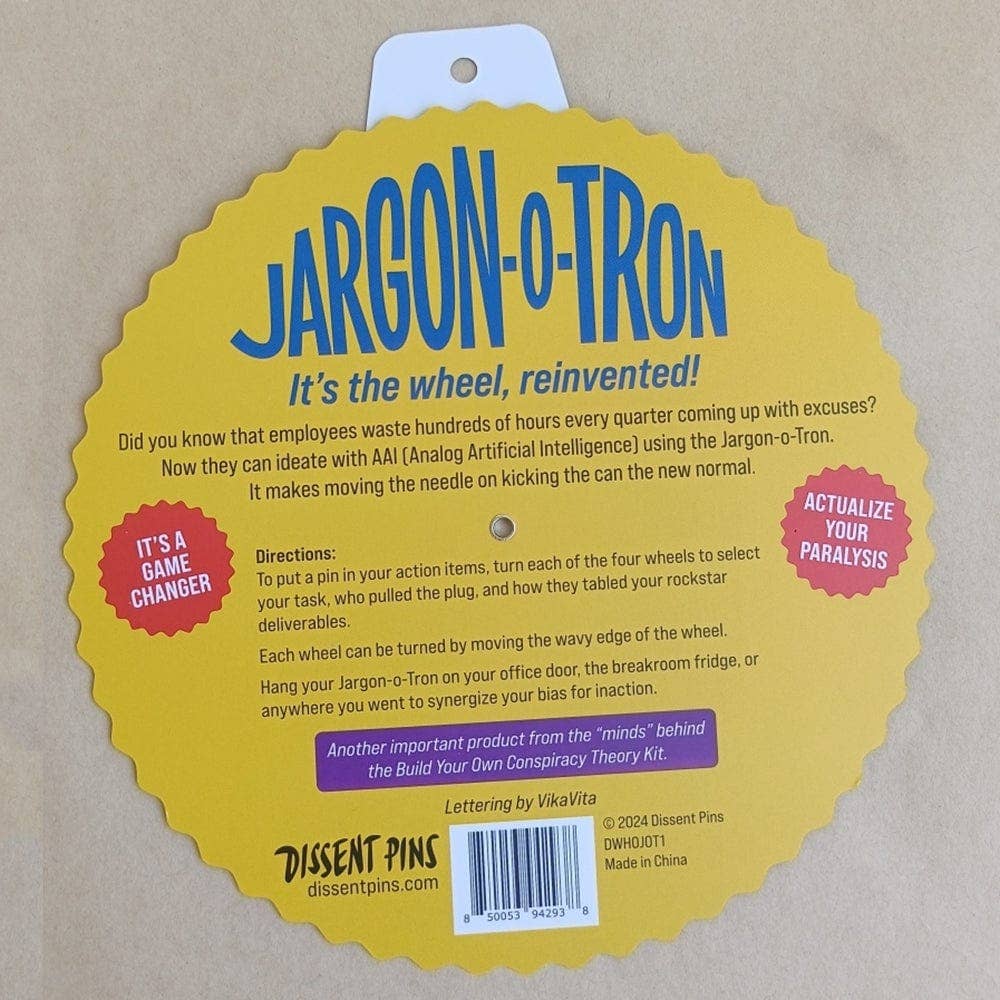 JARGON-O-TRON
It's the wheel, reinvented!
Did you know that employees waste hundreds of hours every quarter coming up with excuses?
Now they can ideate with AAI (Analog Artificial Intelligence) using the Jargon-o-Tron.
It makes moving the needle on kicking the can the new normal.
IT'S A
GAME
CHANGER
ACTUALIZE
YOUR
PARALYSIS
Directions:
To put a pin in your action items, turn each of the four wheels to select
your task, who pulled the plug, and how they tabled your rockstar
deliverables.
Each wheel can be turned by moving the wavy edge of the wheel.
Hang your Jargon-o-Tron on your office door, the breakroom fridge, or
anywhere you went to synergize your bias for inaction.
Another important product from the "minds" behind
the Build Your Own Conspiracy Theory Kit.
Lettering by VikaVita
DISSENT PINS
dissentpins.com
8 50053 94293 8
© 2024 Dissent Pins
DWHOJOT1
Made in China